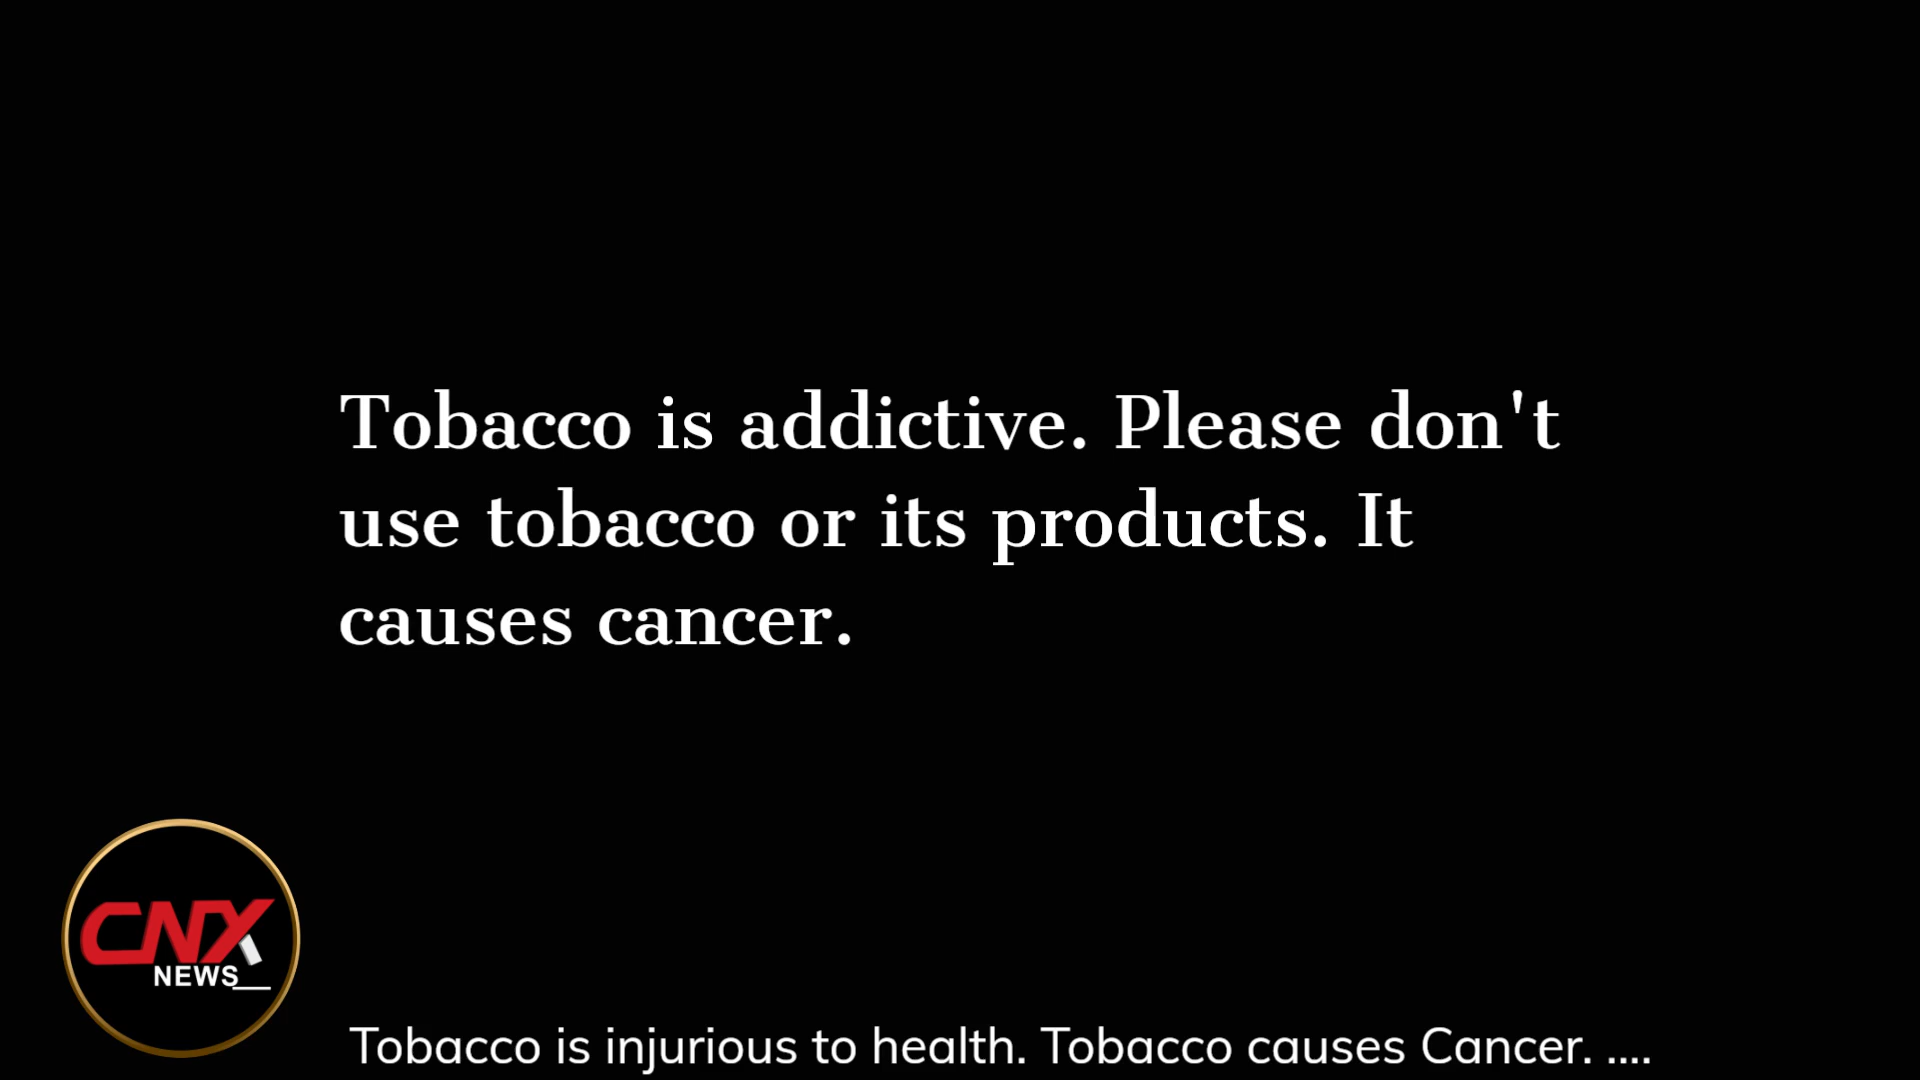 Tobacco is addictive. Please don't
use tobacco or its products. It
causes cancer.
CNX
NEWS
Tobacco is injurious to health. Tobacco causes Cancer. ....